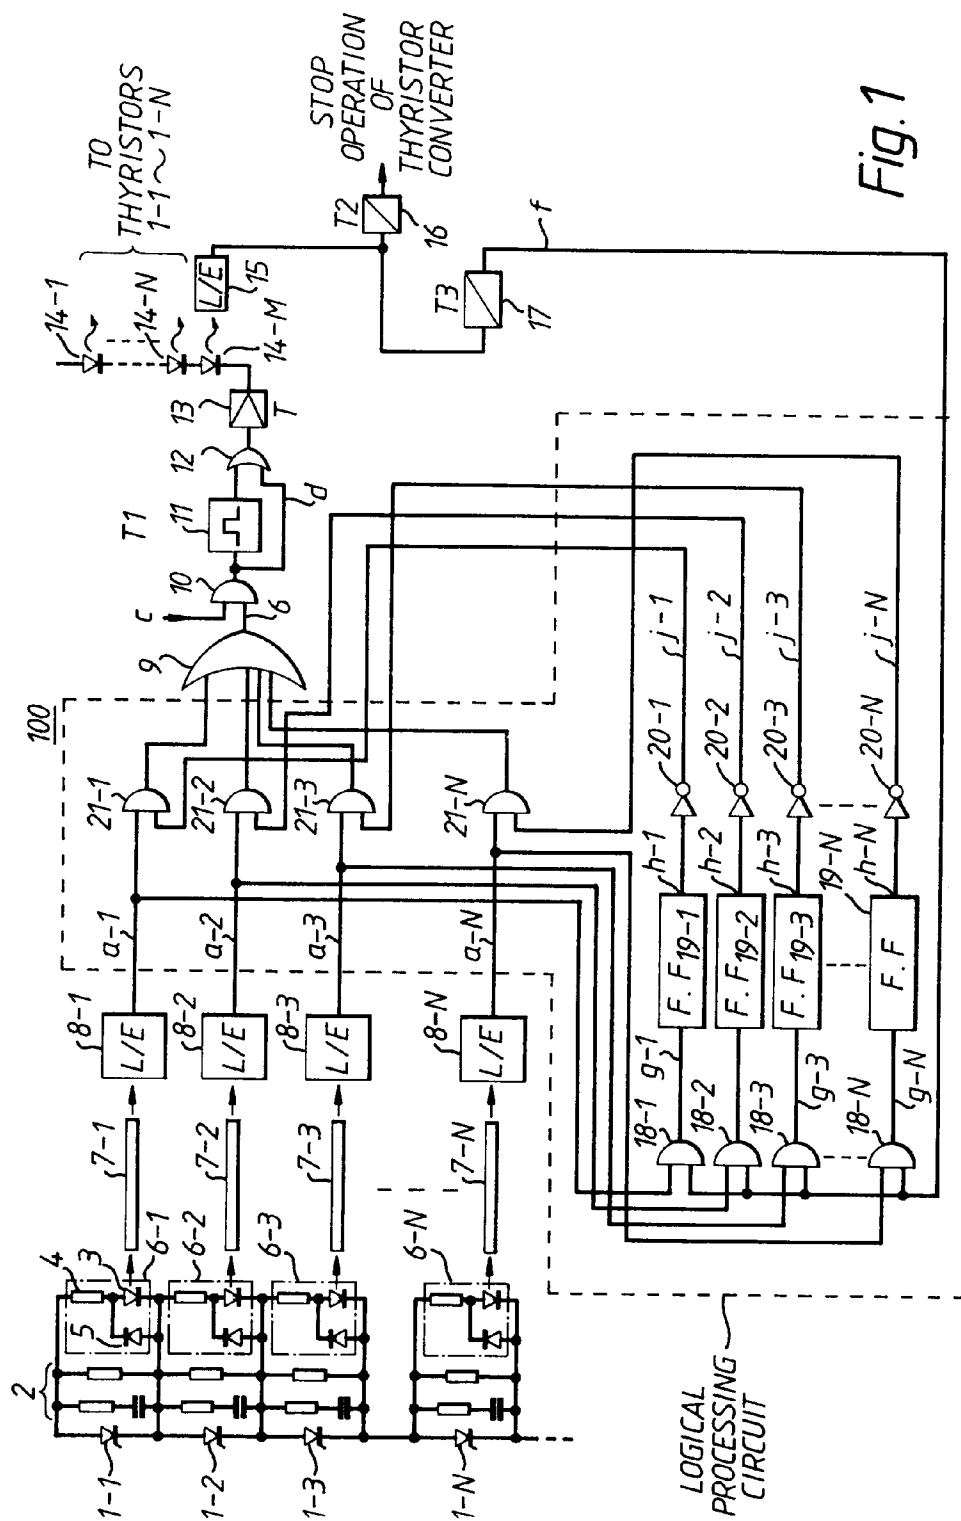 Fig. 1
100
TO
THYRISTORS
1-1~1-N
STOP
OPERATION
OF
THYRISTOR
CONVERTER
LOGICAL
PROCESSING
CIRCUIT
2
4
5
3
6-1
6-2
6-3
6-N
1-1
1-2
1-3
1-N
7-1
7-2
7-3
7-N
8-1
L/E
8-2
L/E
8-3
L/E
8-N
L/E
a-1
a-2
a-3
a-N
21-1
21-2
21-3
21-N
9
6
c
10
T1
11
d
12
13
T
14-1
14-N
14-M
L/E
15
T2
16
T3
17
f
18-1
18-2
18-3
18-N
g-1
g-3
g-N
F.F 19-1
F.F 19-2
F.F 19-3
F.F
19-N
h-1
h-2
h-3
h-N
20-1
20-2
20-3
20-N
j-1
j-2
j-3
j-N